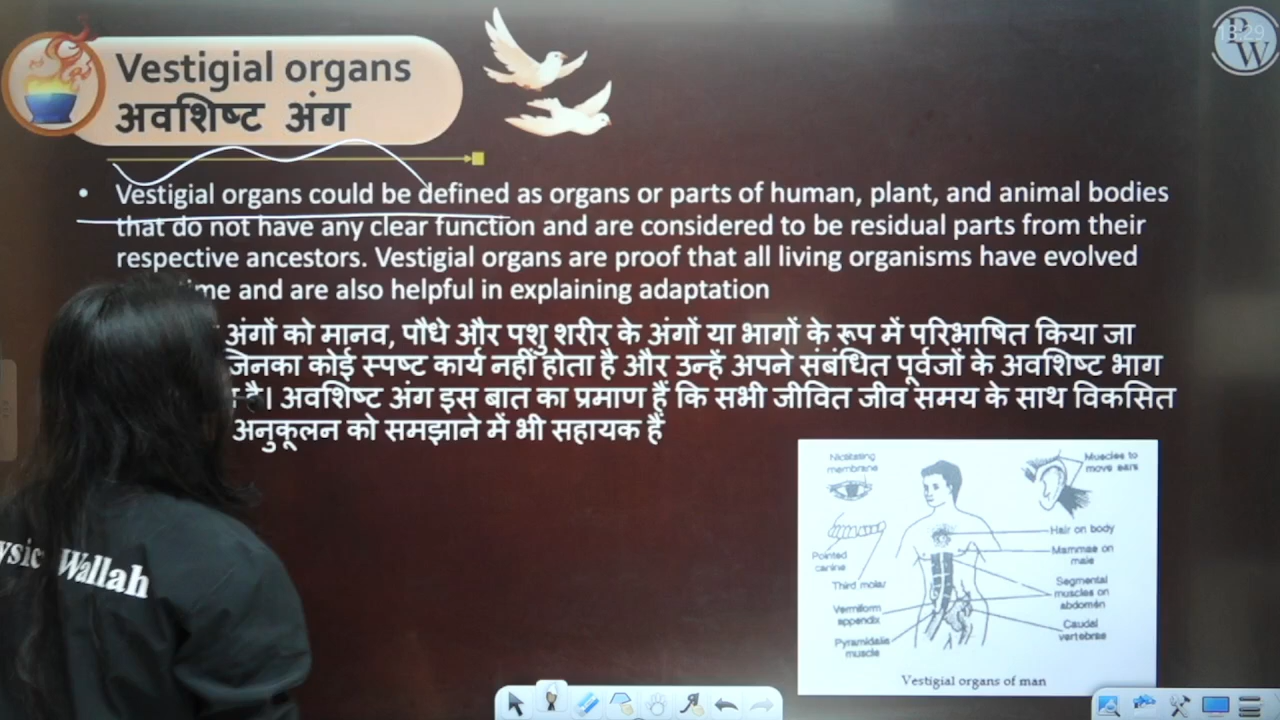 Vestigial organs
अवशिष्ट अंग
PW
13:29
• Vestigial organs could be defined as organs or parts of human, plant, and animal bodies
that do not have any clear function and are considered to be residual parts from their
respective ancestors. Vestigial organs are proof that all living organisms have evolved
me and are also helpful in explaining adaptation
अंगों को मानव, पौधे और पशु शरीर के अंगों या भागों के रूप में परिभाषित किया जा
जिनका कोई स्पष्ट कार्य नहीं होता है और उन्हें अपने संबंधित पूर्वजों के अवशिष्ट भाग
है। अवशिष्ट अंग इस बात का प्रमाण हैं कि सभी जीवित जीव समय के साथ विकसित
अनुकूलन को समझाने में भी सहायक हैं
Nictitating
membrane
Muscles to
move ears
Hair on body
Pointed
canine
Mammae on
male
Third molar
Segmental
muscles on
abdomen
Vermiform
appendix
Caudal
vertebrae
Pyramidalis
muscle
Vestigial organs of man
ysic Wallah